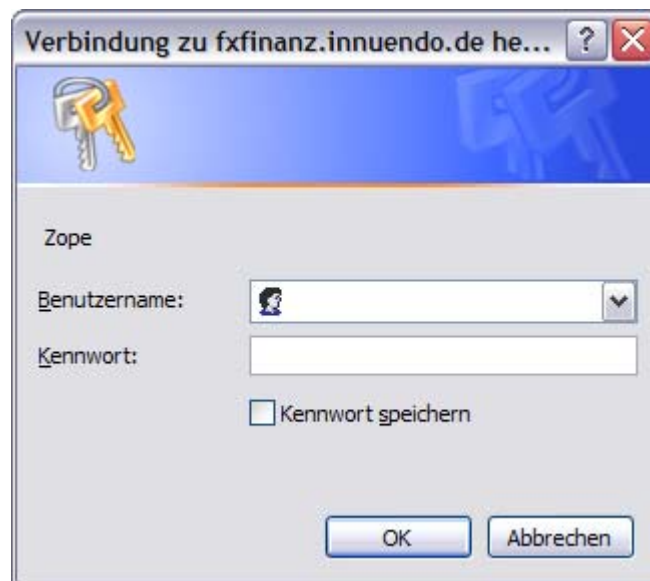 Verbindung zu fxfinanz.innuendo.de he...
Zope
Benutzername:
Kennwort:
Kennwort speichern
OK Abbrechen